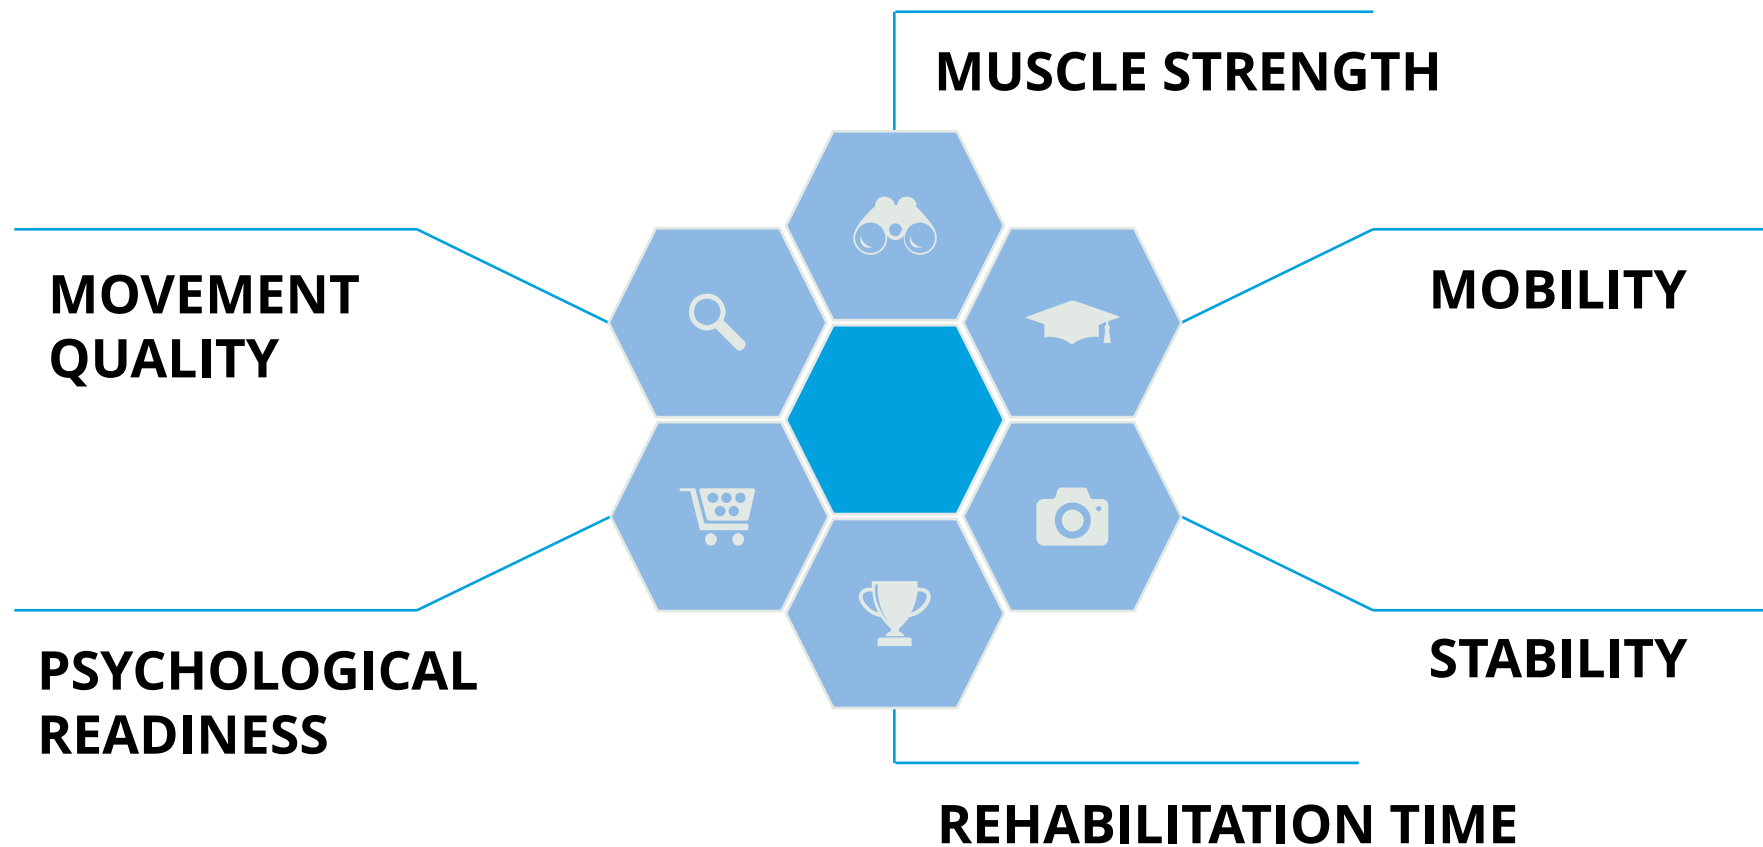 MUSCLE STRENGTH
MOVEMENT
QUALITY
MOBILITY
PSYCHOLOGICAL
READINESS
STABILITY
REHABILITATION TIME